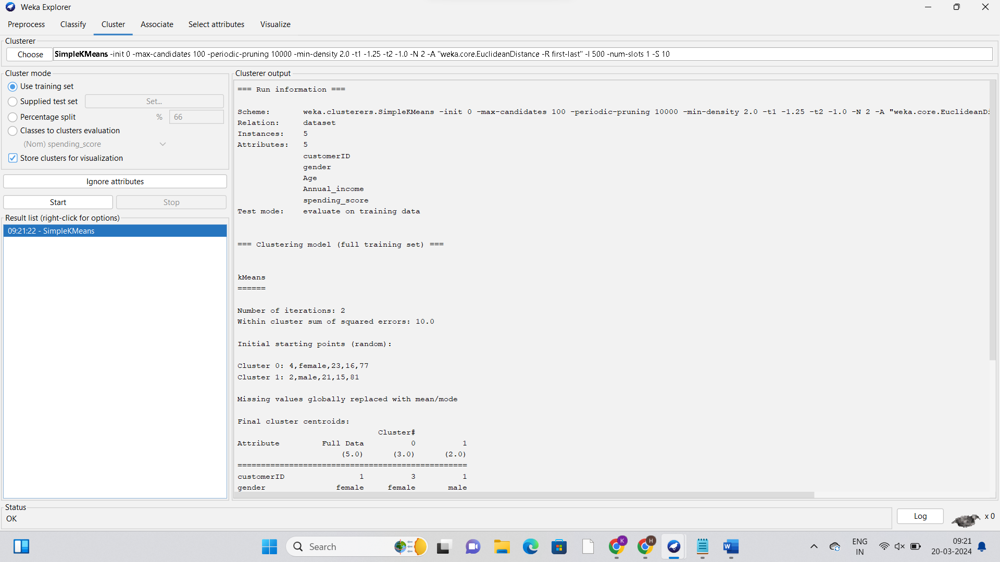 Weka Explorer
Preprocess Classify Cluster Associate Select attributes Visualize
Clusterer
Choose SimpleKMeans -init 0 -max-candidates 100 -periodic-pruning 10000 -min-density 2.0 -t1 -1.25 -t2 -1.0 -N 2 -A "weka.core.EuclideanDistance -R first-last" -I 500 -num-slots 1 -S 10
Cluster mode
Use training set
Supplied test set Set...
Percentage split % 66
Classes to clusters evaluation
(Nom) spending_score
Store clusters for visualization
Ignore attributes
Start Stop
Result list (right-click for options)
09:21:22 - SimpleKMeans
Clusterer output
=== Run information ===
Scheme: weka.clusterers.SimpleKMeans -init 0 -max-candidates 100 -periodic-pruning 10000 -min-density 2.0 -t1 -1.25 -t2 -1.0 -N 2 -A "weka.core.EuclideanDi
Relation: dataset
Instances: 5
Attributes: 5
customerID
gender
Age
Annual_income
spending_score
Test mode: evaluate on training data
=== Clustering model (full training set) ===
kMeans
======
Number of iterations: 2
Within cluster sum of squared errors: 10.0
Initial starting points (random):
Cluster 0: 4,female,23,16,77
Cluster 1: 2,male,21,15,81
Missing values globally replaced with mean/mode
Final cluster centroids:
Cluster#
Attribute Full Data 0 1
(5.0) (3.0) (2.0)
=================================================
customerID 1 3 1
gender female female male
Status
OK
Log x 0
Search
K
H
W
ENG
IN
09:21
20-03-2024